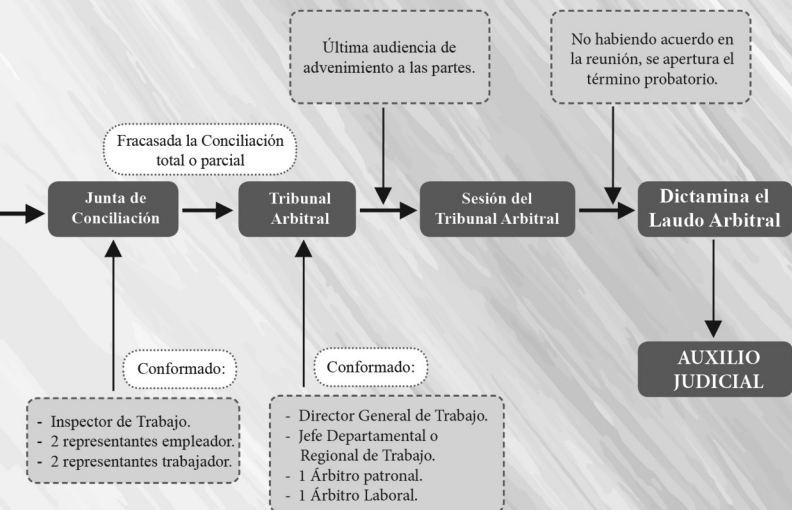 Última audiencia de
advenimiento a las partes.
No habiendo acuerdo en
la reunión, se apertura el
término probatorio.
Fracasada la Conciliación
total o parcial
Junta de
Conciliación
Tribunal
Arbitral
Sesión del
Tribunal Arbitral
Dictamina el
Laudo Arbitral
Conformado:
- Inspector de Trabajo.
- 2 representantes empleador.
- 2 representantes trabajador.
Conformado:
- Director General de Trabajo.
- Jefe Departamental o
Regional de Trabajo.
- 1 Árbitro patronal.
- 1 Árbitro Laboral.
AUXILIO
JUDICIAL